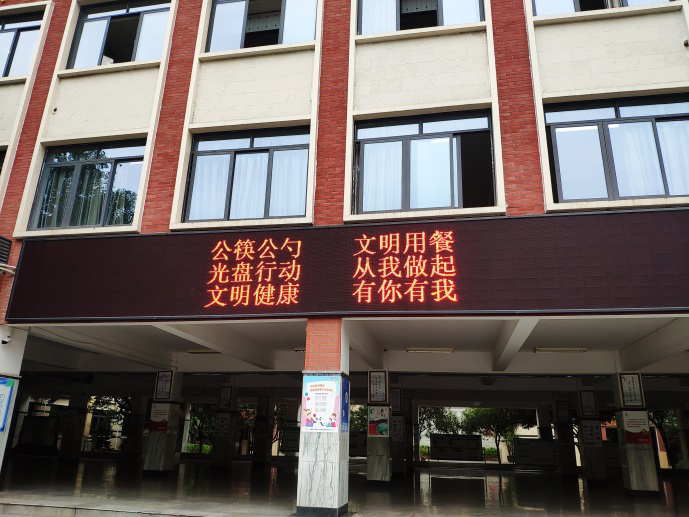 公筷公勺 文明用餐
光盘行动 从我做起
文明健康 有你有我